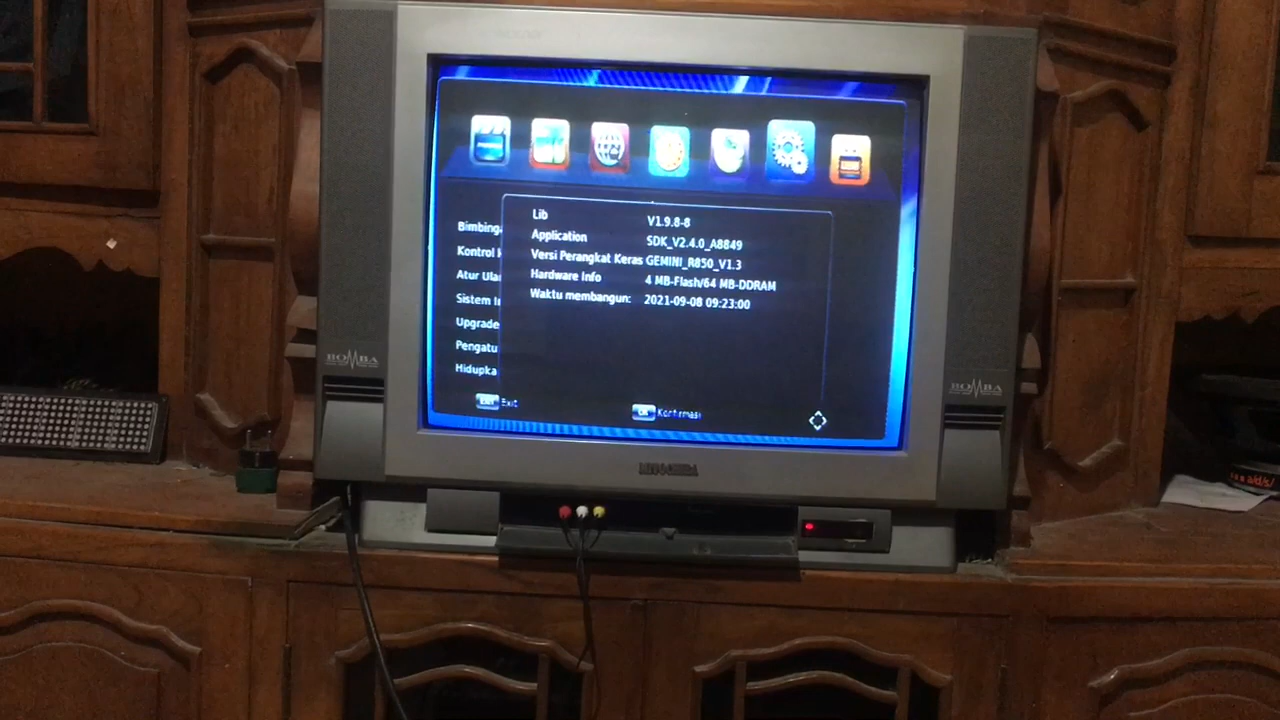 Lib V1.9.8-8
Application SDK_V2.4.0_A8849
Versi Perangkat Keras GEMINI_R850_V1.3
Hardware Info 4 MB-Flash/64 MB-DDRAM
Waktu membangun: 2021-09-08 09:23:00
Bimbing
Kontrol
Atur Ula
Sistem I
Upgrade
Pengatu
Hidupka
EXIT Exit
OK Konfirmasi
BOMBA
BOMBA